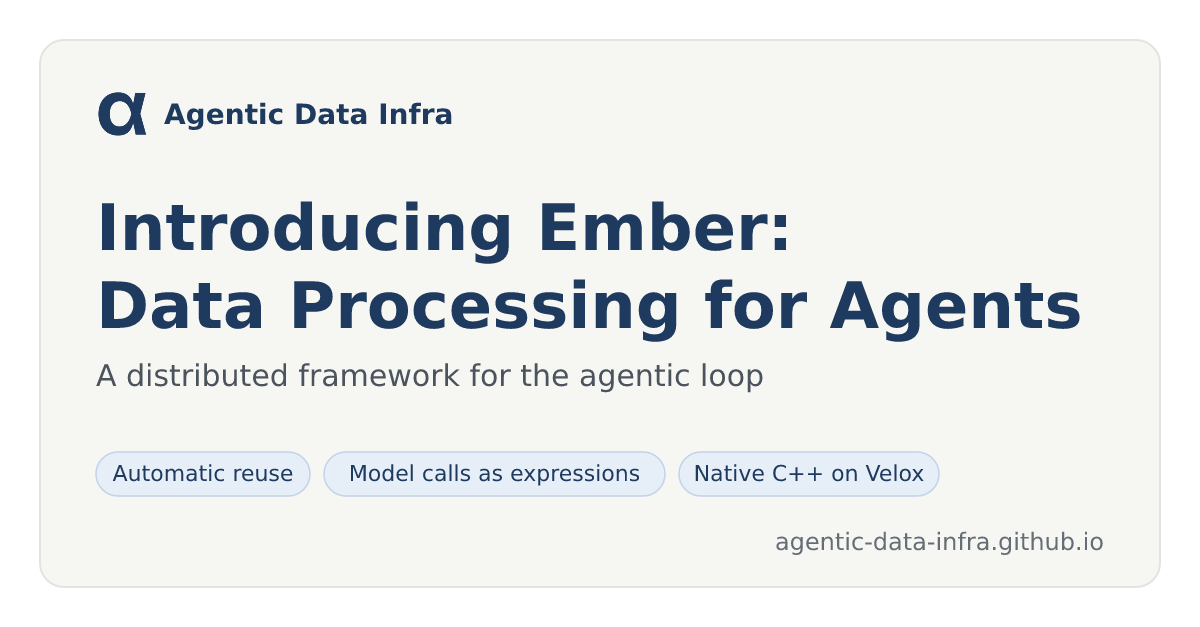 α Agentic Data Infra
Introducing Ember:
Data Processing for Agents
A distributed framework for the agentic loop
Automatic reuse
Model calls as expressions
Native C++ on Velox
agentic-data-infra.github.io